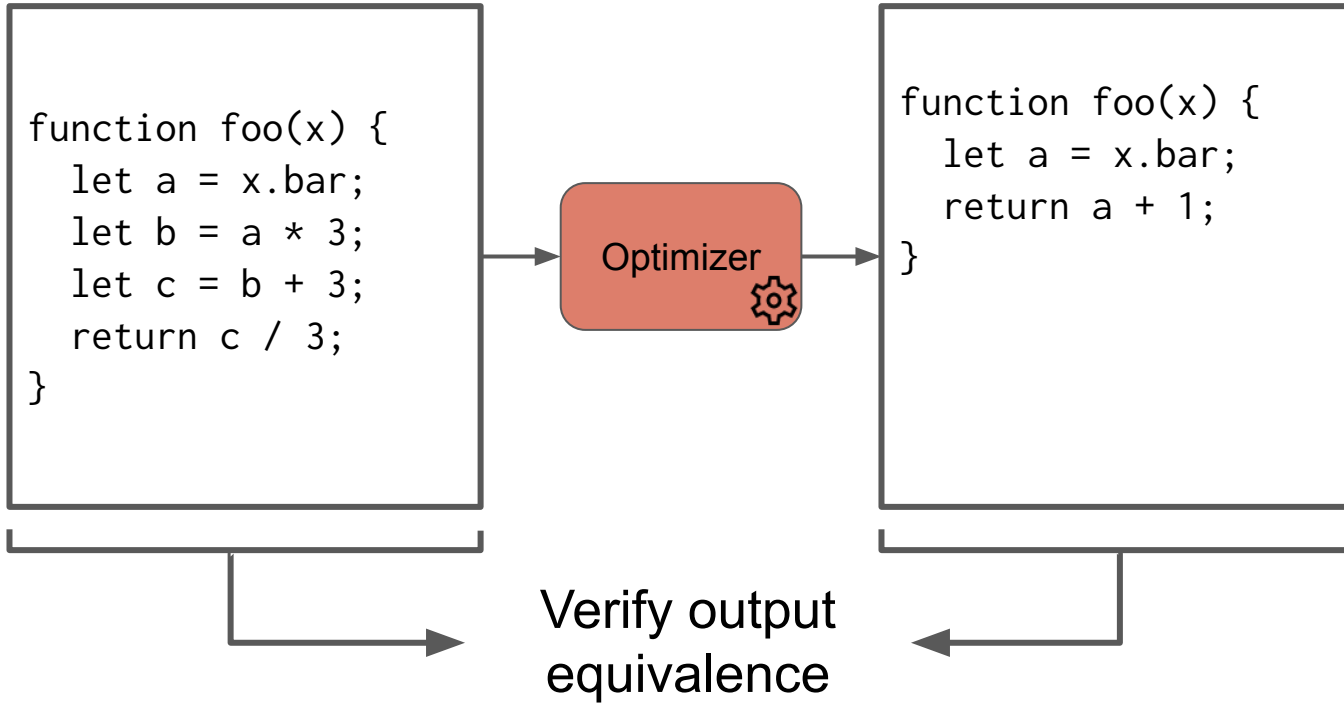 function foo(x) {
let a = x.bar;
let b = a * 3;
let c = b + 3;
return c / 3;
}
Optimizer
function foo(x) {
let a = x.bar;
return a + 1;
}
Verify output
equivalence